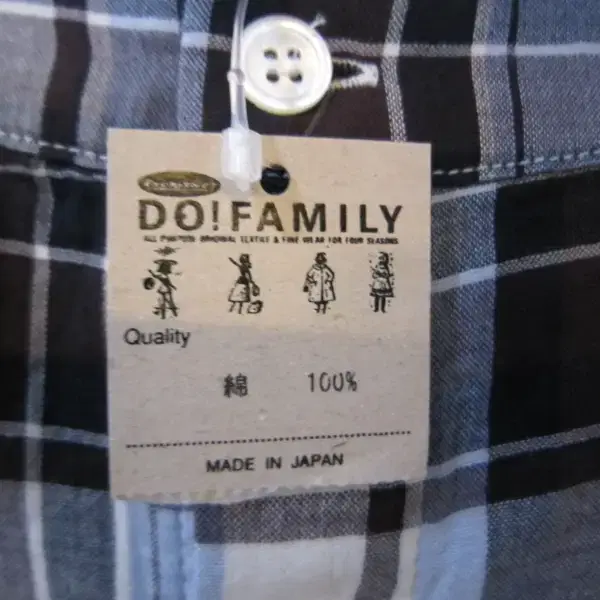 DO!FAMILY
ALL PURPOSE ORIGINAL TEXTILE & FINE WEAR FOR FOUR SEASONS
Quality
綿 100%
MADE IN JAPAN